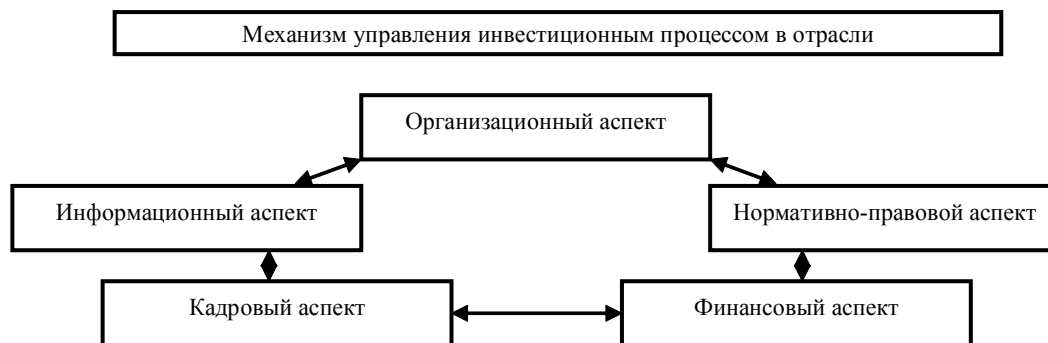 Механизм управления инвестиционным процессом в отрасли
Организационный аспект
Информационный аспект
Нормативно-правовой аспект
Кадровый аспект
Финансовый аспект